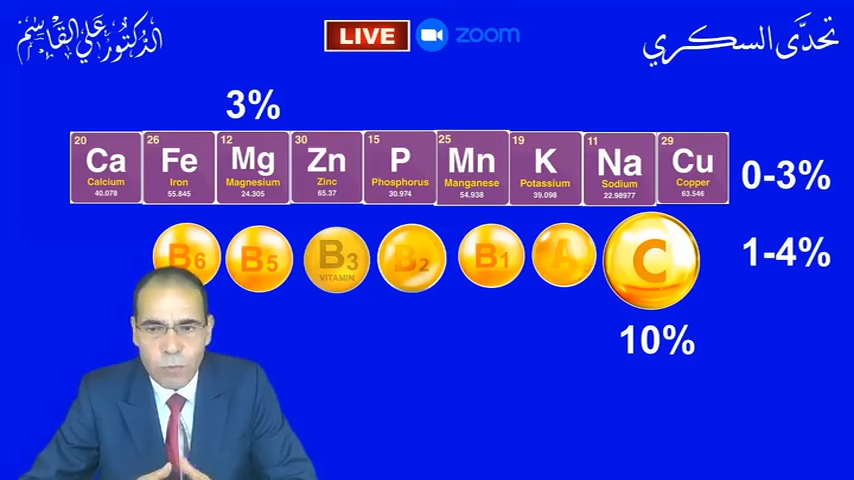 الدكتور علي القاسم
LIVE zoom
تحدَّى السكري
3%
20 26 12 30 15 25 19 11 29
Ca Fe Mg Zn P Mn K Na Cu
Calcium Iron Magnesium Zinc Phosphorus Manganese Potassium Sodium Copper
40.078 55.845 24.305 65.37 30.974 54.938 39.098 22.98977 63.546
0-3%
B6 B5 B3 B2 B1 A C
VITAMIN
1-4%
10%